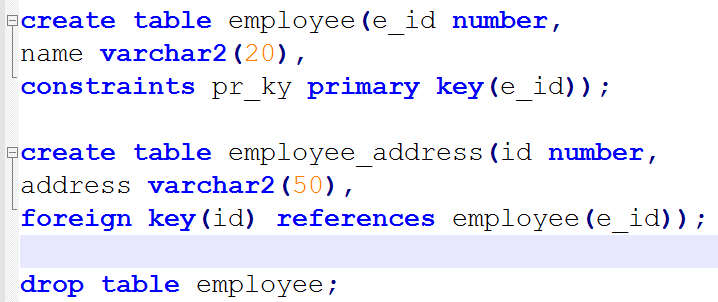 create table employee(e_id number,
name varchar2(20),
constraints pr_ky primary key(e_id));
create table employee_address(id number,
address varchar2(50),
foreign key(id) references employee(e_id));
drop table employee;